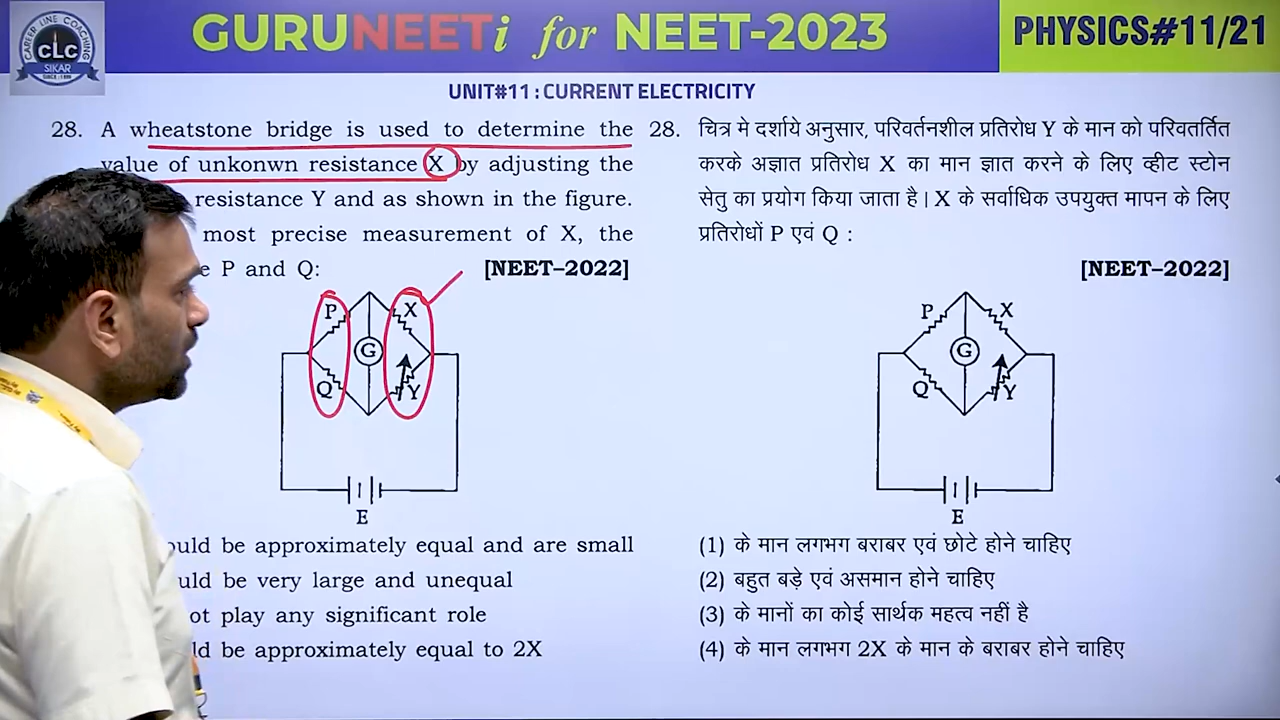 CAREER LINE COACHING
CLC
SIKAR
SINCE : 1996
GURUNEETi for NEET-2023
PHYSICS#11/21
UNIT#11 : CURRENT ELECTRICITY
28. A wheatstone bridge is used to determine the
value of unkonwn resistance X by adjusting the
resistance Y and as shown in the figure.
most precise measurement of X, the
P and Q:
[NEET–2022]
P
X
G
Q
Y
E
be approximately equal and are small
be very large and unequal
play any significant role
be approximately equal to 2X
28. चित्र मे दर्शाये अनुसार, परिवर्तनशील प्रतिरोध Y के मान को परिवतर्तित
करके अज्ञात प्रतिरोध X का मान ज्ञात करने के लिए व्हीट स्टोन
सेतु का प्रयोग किया जाता है। X के सर्वाधिक उपयुक्त मापन के लिए
प्रतिरोधों P एवं Q :
[NEET–2022]
P
X
G
Q
Y
E
(1) के मान लगभग बराबर एवं छोटे होने चाहिए
(2) बहुत बड़े एवं असमान होने चाहिए
(3) के मानों का कोई सार्थक महत्व नहीं है
(4) के मान लगभग 2X के मान के बराबर होने चाहिए